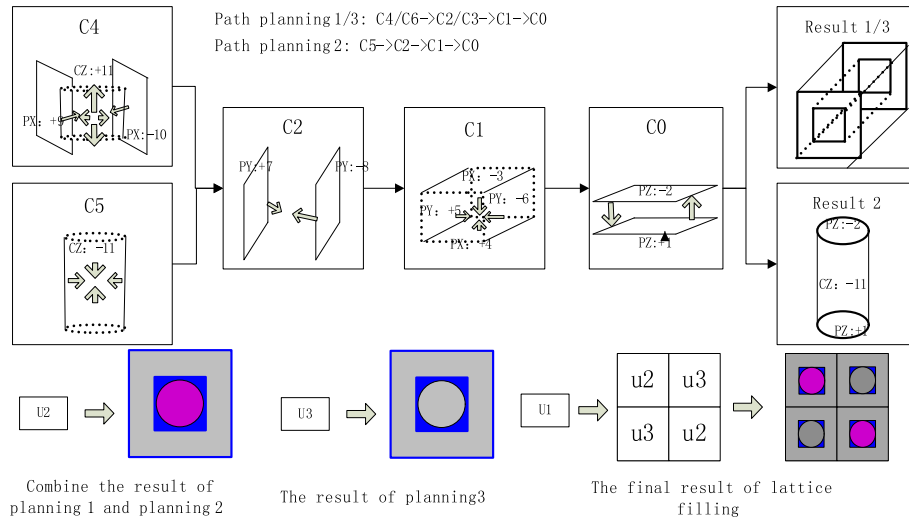 Path planning 1/3: C4/C6->C2/C3->C1->C0
Path planning 2: C5->C2->C1->C0
C4
CZ:+11
PX: +9
PX:-10
C5
CZ: -11
C2
PY:+7
PY:-8
C1
PX: -3
PY: -6
PY: +5
PX: +4
C0
PZ:-2
PZ:+1
Result 1/3
Result 2
PZ:-2
CZ: -11
PZ:+1
U2
U3
U1
u2 u3
u3 u2
Combine the result of
planning 1 and planning 2
The result of planning3
The final result of lattice
filling